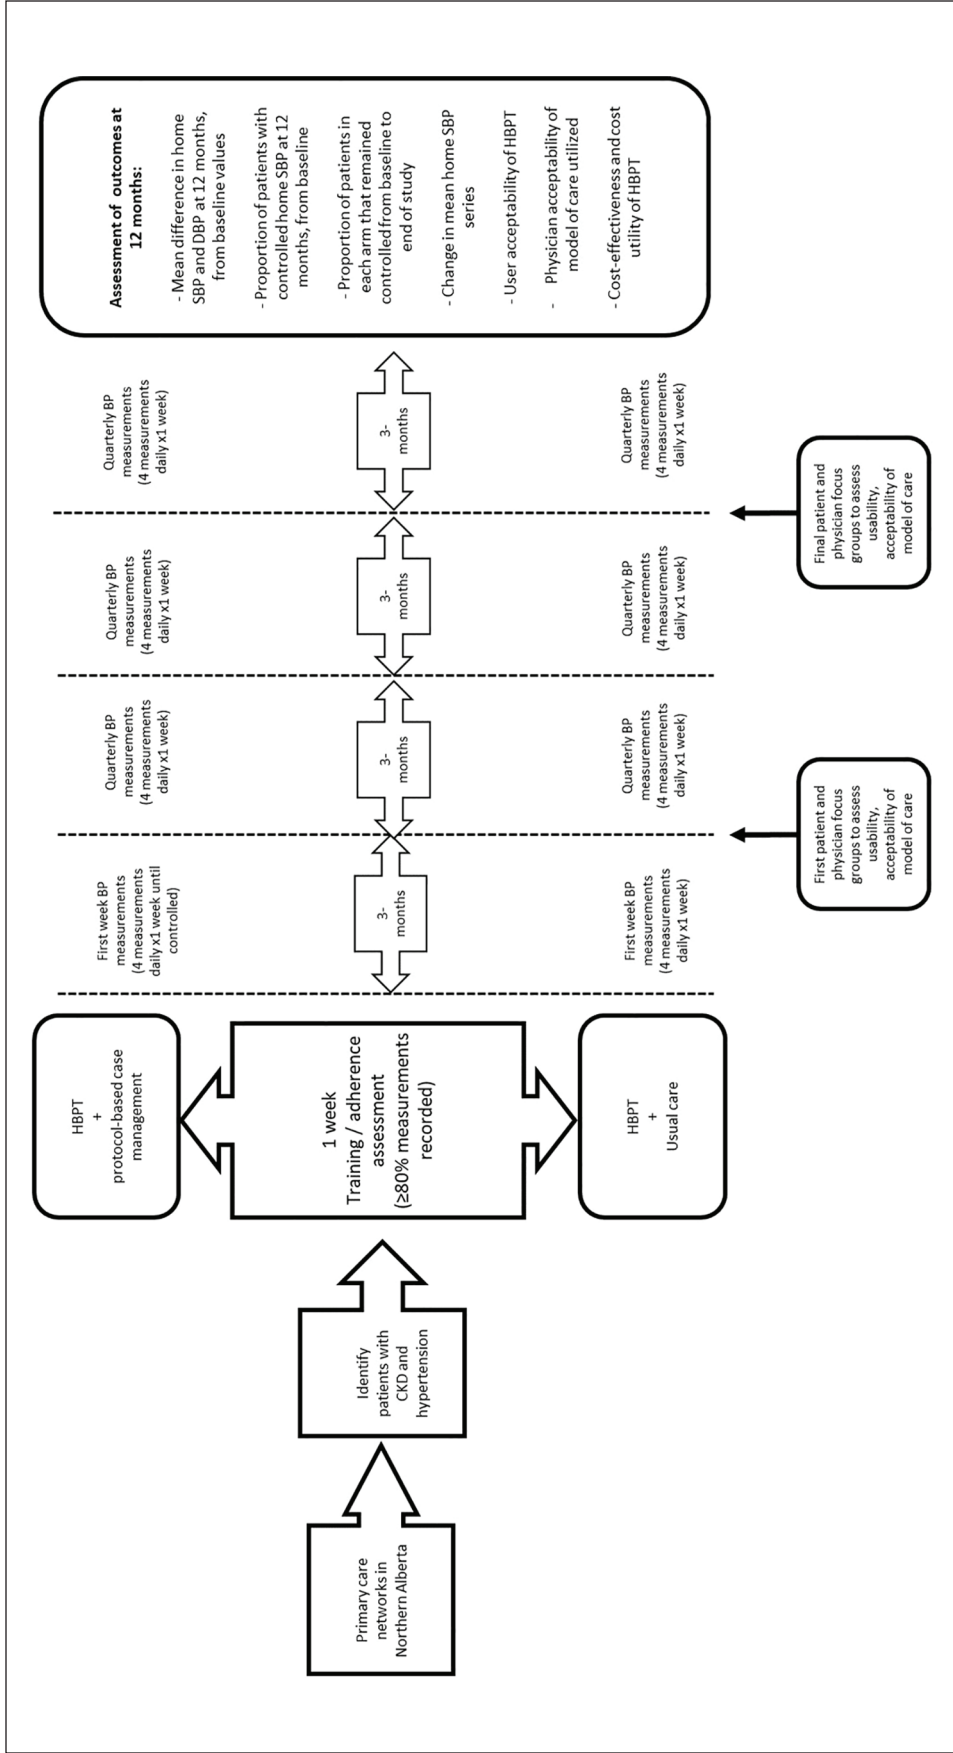 Primary care
networks in
Northern Alberta
Identify
patients with
CKD and
hypertension
HBPT
+
protocol-based case
management
1 week
Training / adherence
assessment
(≥80% measurements
recorded)
HBPT
+
Usual care
First week BP
measurements
(4 measurements
daily x1 week until
controlled)
3-
months
First week BP
measurements
(4 measurements
daily x1 week)
First patient and
physician focus
groups to assess
usability,
acceptability of
model of care
Quarterly BP
measurements
(4 measurements
daily x1 week)
3-
months
Quarterly BP
measurements
(4 measurements
daily x1 week)
Quarterly BP
measurements
(4 measurements
daily x1 week)
3-
months
Quarterly BP
measurements
(4 measurements
daily x1 week)
Final patient and
physician focus
groups to assess
usability,
acceptability of
model of care
Quarterly BP
measurements
(4 measurements
daily x1 week)
3-
months
Quarterly BP
measurements
(4 measurements
daily x1 week)
Assessment of outcomes at
12 months:
- Mean difference in home
SBP and DBP at 12 months,
from baseline values
- Proportion of patients with
controlled home SBP at 12
months, from baseline
- Proportion of patients in
each arm that remained
controlled from baseline to
end of study
- Change in mean home SBP
series
- User acceptability of HBPT
- Physician acceptability of
model of care utilized
- Cost-effectiveness and cost
utility of HBPT